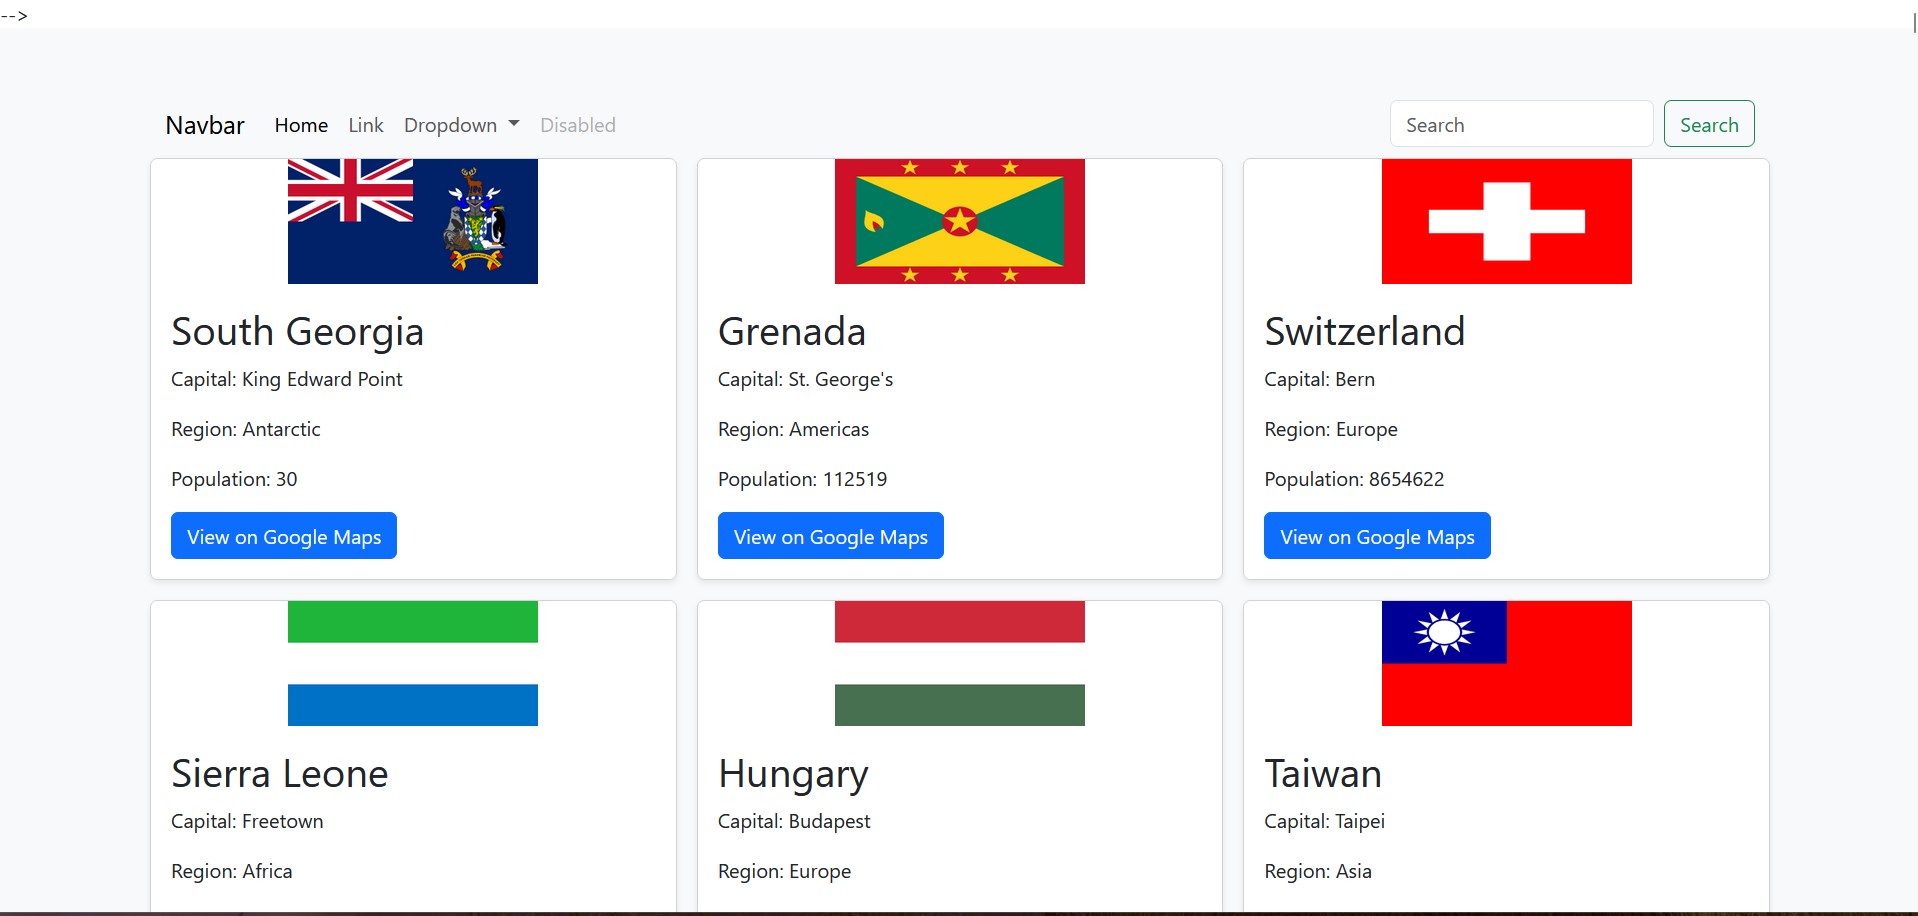 -->
Navbar Home Link Dropdown Disabled Search Search
South Georgia
Capital: King Edward Point
Region: Antarctic
Population: 30
View on Google Maps
Grenada
Capital: St. George's
Region: Americas
Population: 112519
View on Google Maps
Switzerland
Capital: Bern
Region: Europe
Population: 8654622
View on Google Maps
Sierra Leone
Capital: Freetown
Region: Africa
Hungary
Capital: Budapest
Region: Europe
Taiwan
Capital: Taipei
Region: Asia